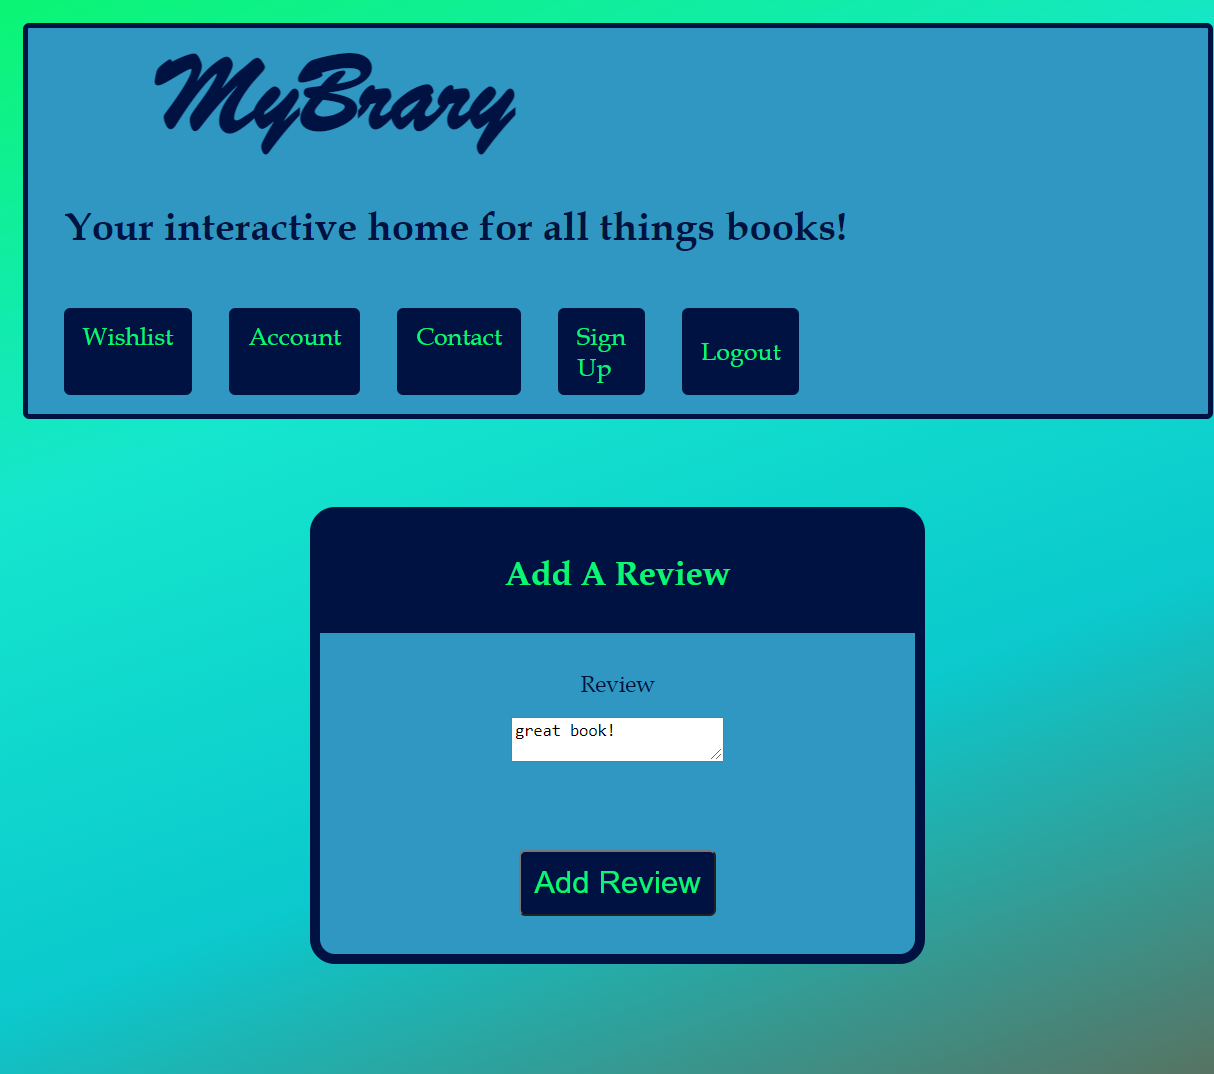 MyBrary
Your interactive home for all things books!
Wishlist
Account
Contact
Sign
Up
Logout
Add A Review
Review
great book!
Add Review